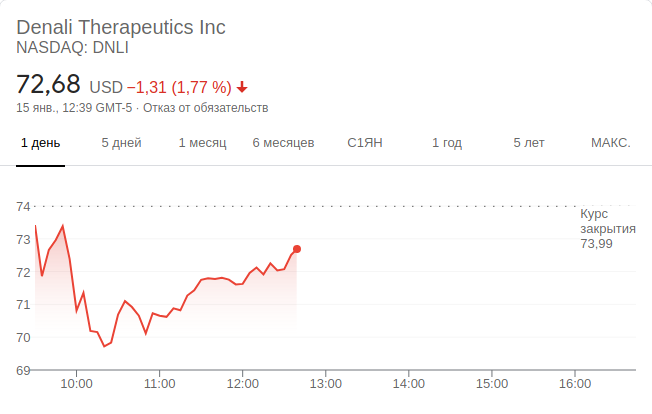 Denali Therapeutics Inc
NASDAQ: DNLI
72,68 USD −1,31 (1,77 %)
15 янв., 12:39 GMT-5 · Отказ от обязательств
1 день 5 дней 1 месяц 6 месяцев С1ЯН 1 год 5 лет МАКС.
74
Курс
закрытия
73,99
73
72
71
70
69
10:00 11:00 12:00 13:00 14:00 15:00 16:00